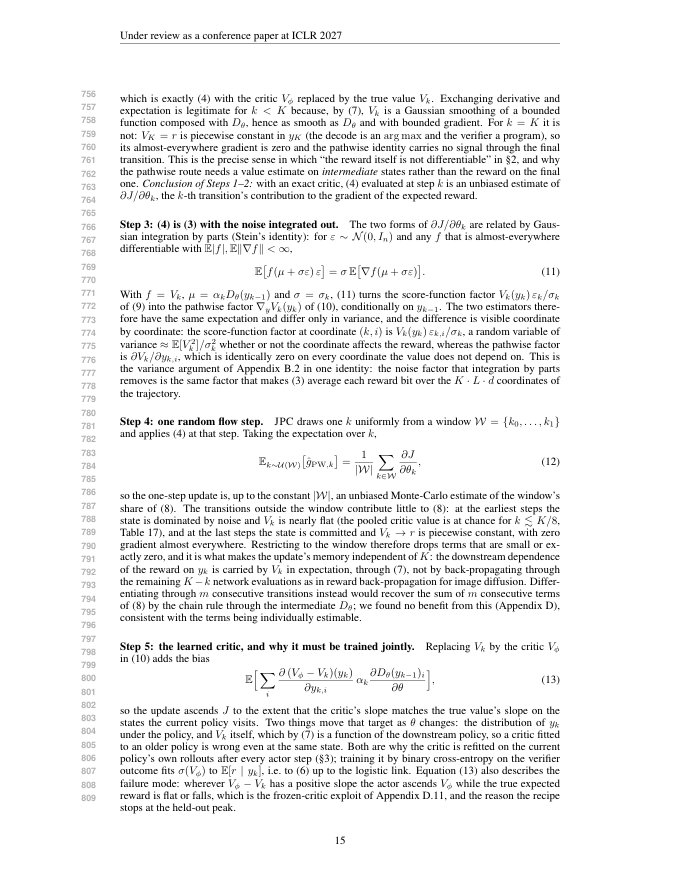 Under review as a conference paper at ICLR 2027
756 which is exactly (4) with the critic V_ϕ replaced by the true value V_k. Exchanging derivative and
757 expectation is legitimate for k < K because, by (7), V_k is a Gaussian smoothing of a bounded
758 function composed with D_θ, hence as smooth as D_θ and with bounded gradient. For k = K it is
759 not: V_K = r is piecewise constant in y_K (the decode is an arg max and the verifier a program), so
760 its almost-everywhere gradient is zero and the pathwise identity carries no signal through the final
761 transition. This is the precise sense in which “the reward itself is not differentiable” in §2, and why
762 the pathwise route needs a value estimate on intermediate states rather than the reward on the final
763 one. Conclusion of Steps 1–2: with an exact critic, (4) evaluated at step k is an unbiased estimate of
764 ∂J/∂θ_k, the k-th transition’s contribution to the gradient of the expected reward.
765
766 Step 3: (4) is (3) with the noise integrated out. The two forms of ∂J/∂θ_k are related by Gaus-
767 sian integration by parts (Stein’s identity): for ε ∼ N(0, I_n) and any f that is almost-everywhere
768 differentiable with E|f|, E∥∇f∥ < ∞,
769 E[f(μ + σε) ε] = σ E[∇f(μ + σε)]. (11)
770
771 With f = V_k, μ = α_k D_θ(y_{k−1}) and σ = σ_k, (11) turns the score-function factor V_k(y_k) ε_k/σ_k
772 of (9) into the pathwise factor ∇_y V_k(y_k) of (10), conditionally on y_{k−1}. The two estimators there-
773 fore have the same expectation and differ only in variance, and the difference is visible coordinate
774 by coordinate: the score-function factor at coordinate (k, i) is V_k(y_k) ε_{k,i}/σ_k, a random variable of
775 variance ≈ E[V_k²]/σ_k² whether or not the coordinate affects the reward, whereas the pathwise factor
776 is ∂V_k/∂y_{k,i}, which is identically zero on every coordinate the value does not depend on. This is
777 the variance argument of Appendix B.2 in one identity: the noise factor that integration by parts
778 removes is the same factor that makes (3) average each reward bit over the K · L · d coordinates of
779 the trajectory.
780
781 Step 4: one random flow step. JPC draws one k uniformly from a window W = {k_0, . . . , k_1}
782 and applies (4) at that step. Taking the expectation over k,
783 E_{k∼U(W)}[ĝ_{PW,k}] = 1/|W| ∑_{k∈W} ∂J/∂θ_k, (12)
784
785
786 so the one-step update is, up to the constant |W|, an unbiased Monte-Carlo estimate of the window’s
787 share of (8). The transitions outside the window contribute little to (8): at the earliest steps the
788 state is dominated by noise and V_k is nearly flat (the pooled critic value is at chance for k ≲ K/8,
789 Table 17), and at the last steps the state is committed and V_k → r is piecewise constant, with zero
790 gradient almost everywhere. Restricting to the window therefore drops terms that are small or ex-
791 actly zero, and it is what makes the update’s memory independent of K: the downstream dependence
792 of the reward on y_k is carried by V_k in expectation, through (7), not by back-propagating through
793 the remaining K−k network evaluations as in reward back-propagation for image diffusion. Differ-
794 entiating through m consecutive transitions instead would recover the sum of m consecutive terms
795 of (8) by the chain rule through the intermediate D_θ; we found no benefit from this (Appendix D),
796 consistent with the terms being individually estimable.
797
798 Step 5: the learned critic, and why it must be trained jointly. Replacing V_k by the critic V_ϕ
799 in (10) adds the bias
800 E[∑_i ∂(V_ϕ − V_k)(y_k)/∂y_{k,i} α_k ∂D_θ(y_{k−1})_i/∂θ], (13)
801
802 so the update ascends J to the extent that the critic’s slope matches the true value’s slope on
803 the states the current policy visits. Two things move that target as θ changes: the distribution of y_k
804 under the policy, and V_k itself, which by (7) is a function of the downstream policy, so a critic fitted
805 to an older policy is wrong even at the same state. Both are why the critic is refitted on the current
806 policy’s own rollouts after every actor step (§3); training it by binary cross-entropy on the verifier
807 outcome fits σ(V_ϕ) to E[r | y_k], i.e. to (6) up to the logistic link. Equation (13) also describes the
808 failure mode: wherever V_ϕ − V_k has a positive slope the actor ascends V_ϕ while the true expected
809 reward is flat or falls, which is the frozen-critic exploit of Appendix D.11, and the reason the recipe
stops at the held-out peak.
15